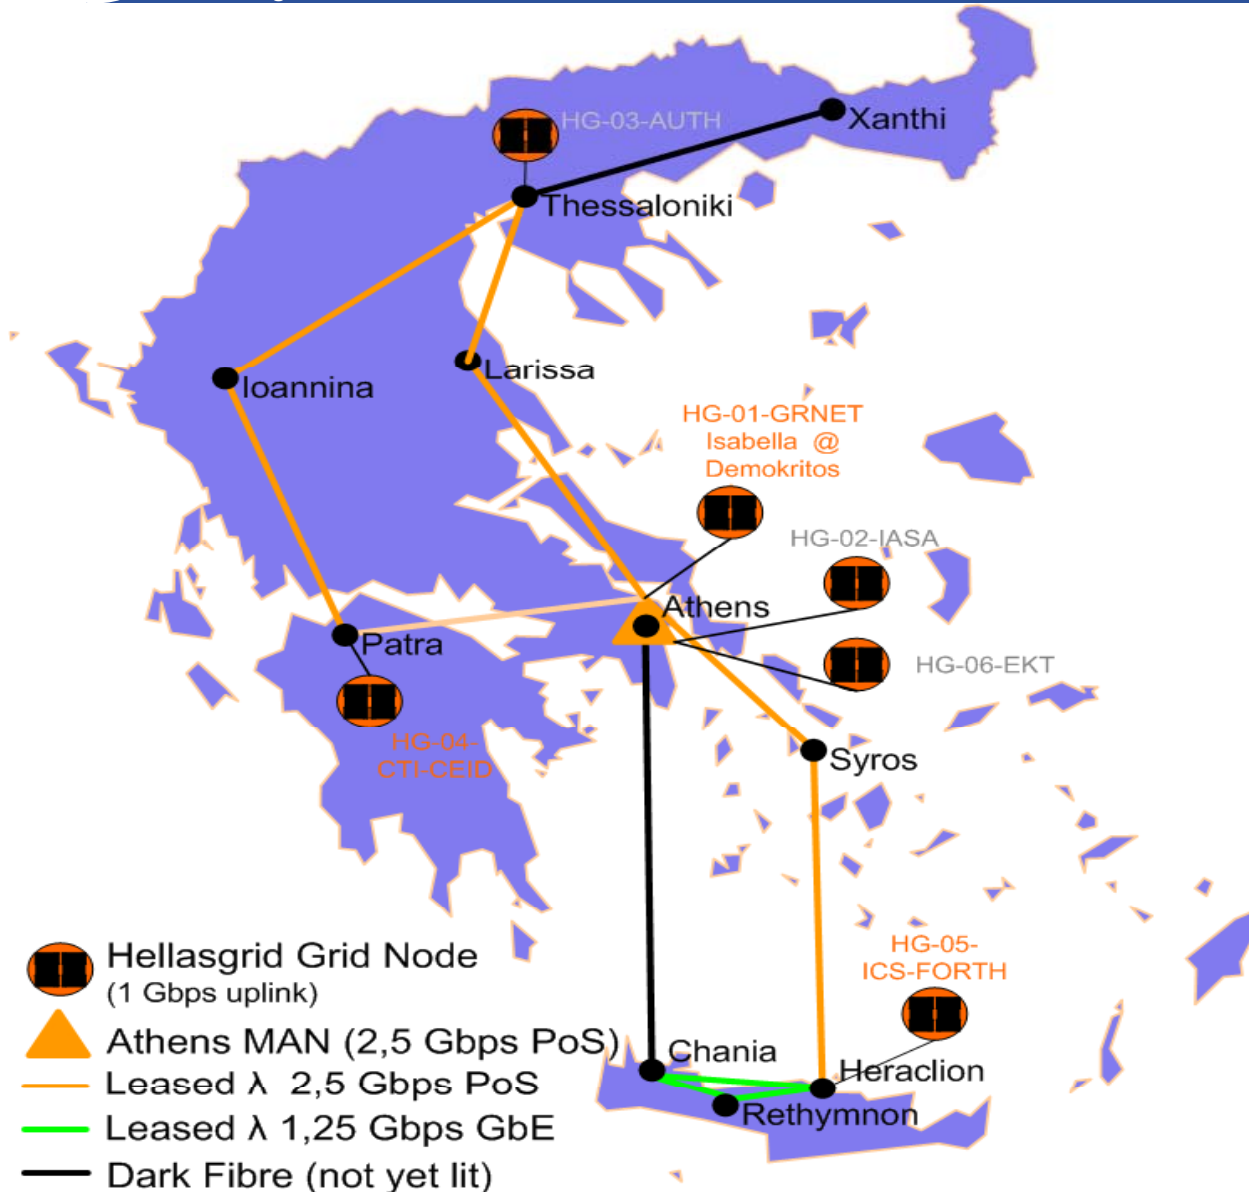 HG-03-AUTH
Xanthi
Thessaloniki
Larissa
Ioannina
HG-01-GRNET
Isabella @
Demokritos
HG-02-IASA
Athens
Patra
HG-06-EKT
HG-04-
CTI-CEID
Syros
HG-05-
ICS-FORTH
Chania
Heraclion
Rethymnon
Hellasgrid Grid Node
(1 Gbps uplink)
Athens MAN (2,5 Gbps PoS)
Leased λ 2,5 Gbps PoS
Leased λ 1,25 Gbps GbE
Dark Fibre (not yet lit)